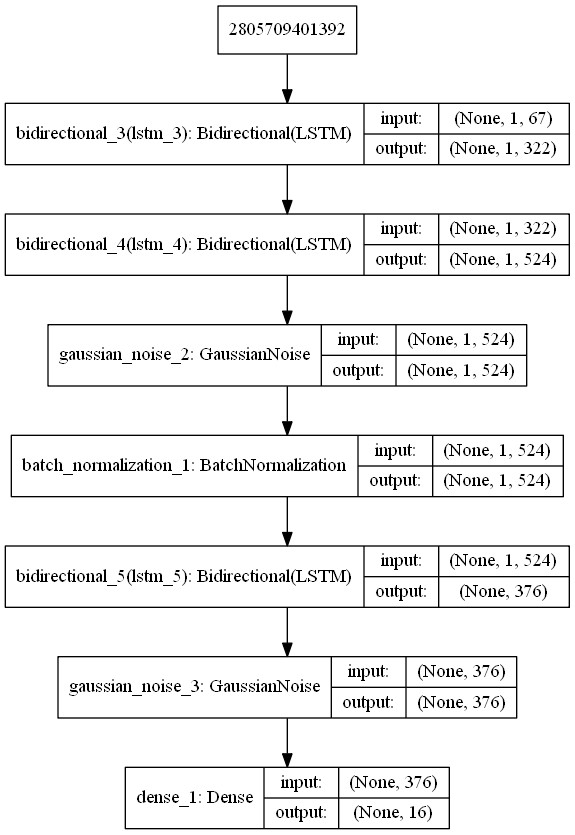 2805709401392
bidirectional_3(lstm_3): Bidirectional(LSTM) input: (None, 1, 67)
output: (None, 1, 322)
bidirectional_4(lstm_4): Bidirectional(LSTM) input: (None, 1, 322)
output: (None, 1, 524)
gaussian_noise_2: GaussianNoise input: (None, 1, 524)
output: (None, 1, 524)
batch_normalization_1: BatchNormalization input: (None, 1, 524)
output: (None, 1, 524)
bidirectional_5(lstm_5): Bidirectional(LSTM) input: (None, 1, 524)
output: (None, 376)
gaussian_noise_3: GaussianNoise input: (None, 376)
output: (None, 376)
dense_1: Dense input: (None, 376)
output: (None, 16)